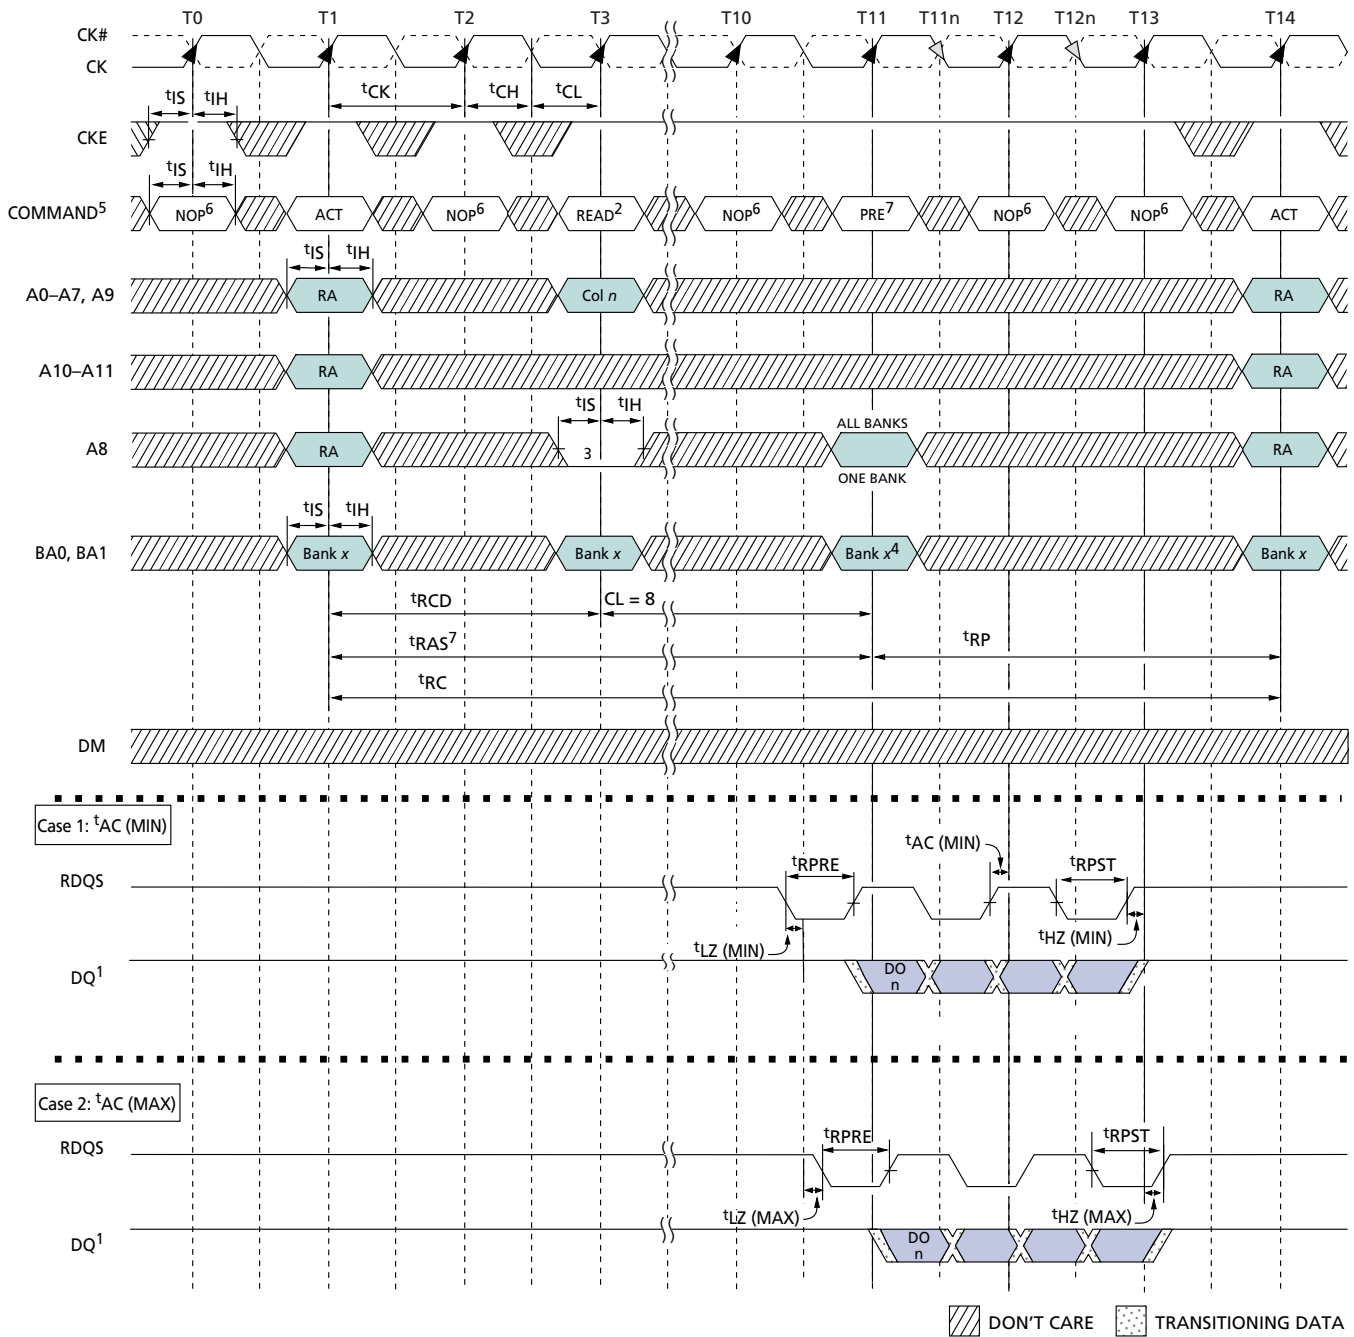 T0 T1 T2 T3 T10 T11 T11n T12 T12n T13 T14
CK#
CK
tIS tIH tCK tCH tCL
CKE
tIS tIH
COMMAND5 NOP6 ACT NOP6 READ2 NOP6 PRE7 NOP6 NOP6 ACT
tIS tIH
A0–A7, A9 RA Col n RA
A10–A11 RA RA
tIS tIH ALL BANKS
A8 RA 3 RA
ONE BANK
tIS tIH
BA0, BA1 Bank x Bank x Bank x4 Bank x
tRCD CL = 8
tRAS7 tRP
tRC
DM
Case 1: tAC (MIN)
tAC (MIN)
tRPRE tRPST
RDQS
tLZ (MIN) tHZ (MIN)
DQ1 DO
n
Case 2: tAC (MAX)
tRPRE tRPST
RDQS
tLZ (MAX) tHZ (MAX)
DQ1 DO
n
DON'T CARE TRANSITIONING DATA